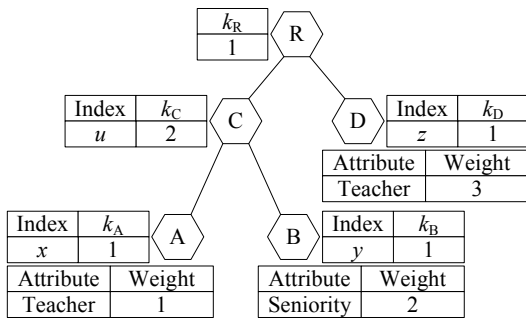 k_R
1
R
Index k_C
u 2
C
D
Index k_D
z 1
Attribute Weight
Teacher 3
Index k_A
x 1
A
B
Index k_B
y 1
Attribute Weight
Teacher 1
Attribute Weight
Seniority 2